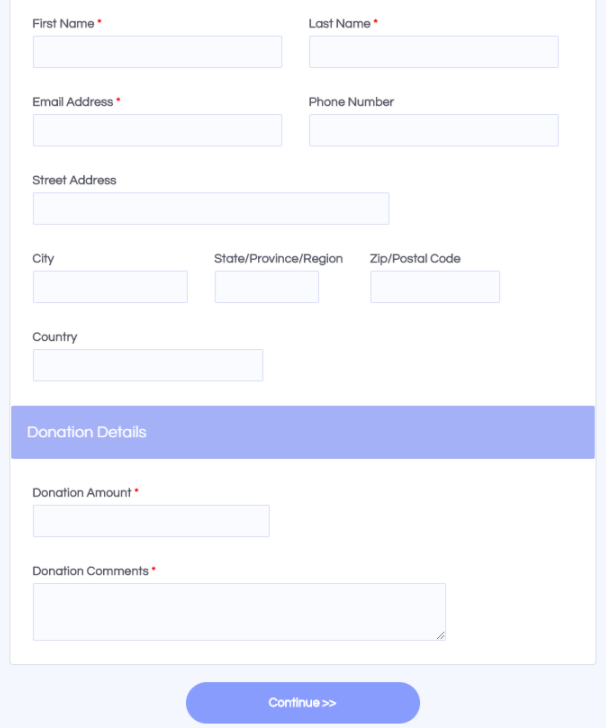 First Name *
Last Name *
Email Address *
Phone Number
Street Address
City
State/Province/Region
Zip/Postal Code
Country
Donation Details
Donation Amount *
Donation Comments *
Continue >>